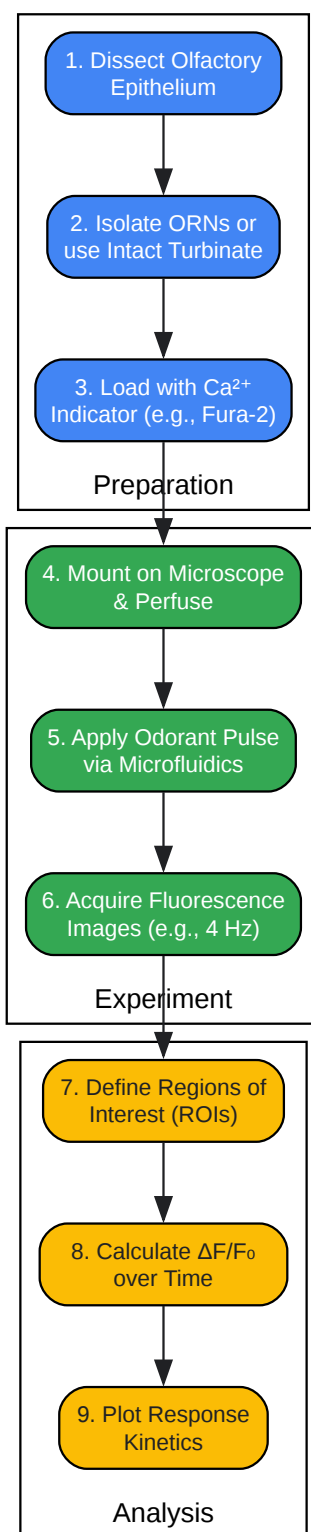 1. Dissect Olfactory
Epithelium
2. Isolate ORNs or
use Intact Turbinate
3. Load with Ca²⁺
Indicator (e.g., Fura-2)
Preparation
4. Mount on Microscope
& Perfuse
5. Apply Odorant Pulse
via Microfluidics
6. Acquire Fluorescence
Images (e.g., 4 Hz)
Experiment
7. Define Regions of
Interest (ROIs)
8. Calculate ΔF/F₀
over Time
9. Plot Response
Kinetics
Analysis